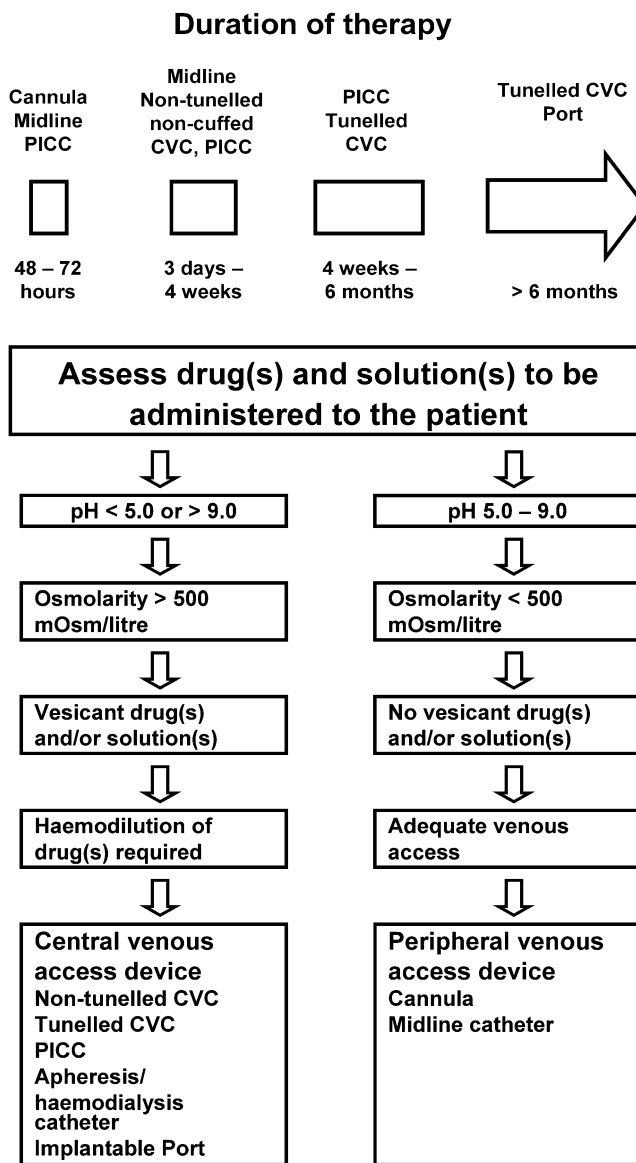 Duration of therapy
Cannula
Midline
PICC
Midline
Non-tunelled
non-cuffed
CVC, PICC
PICC
Tunelled
CVC
Tunelled CVC
Port
48 – 72
hours
3 days –
4 weeks
4 weeks –
6 months
> 6 months
Assess drug(s) and solution(s) to be
administered to the patient
pH < 5.0 or > 9.0
Osmolarity > 500
mOsm/litre
Vesicant drug(s)
and/or solution(s)
Haemodilution of
drug(s) required
Central venous
access device
Non-tunelled CVC
Tunelled CVC
PICC
Apheresis/
haemodialysis
catheter
Implantable Port
pH 5.0 – 9.0
Osmolarity < 500
mOsm/litre
No vesicant drug(s)
and/or solution(s)
Adequate venous
access
Peripheral venous
access device
Cannula
Midline catheter